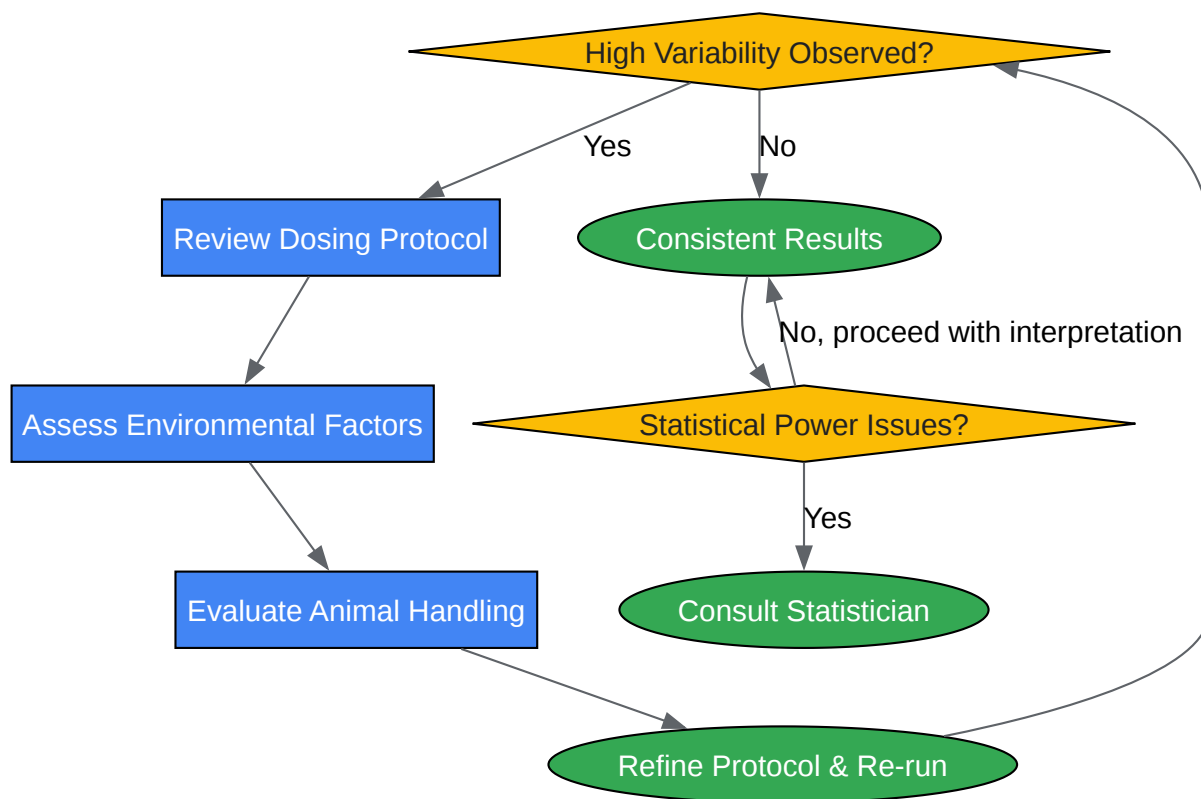 High Variability Observed?
Yes
No
Review Dosing Protocol
Consistent Results
No, proceed with interpretation
Assess Environmental Factors
Statistical Power Issues?
Yes
Evaluate Animal Handling
Consult Statistician
Refine Protocol & Re-run